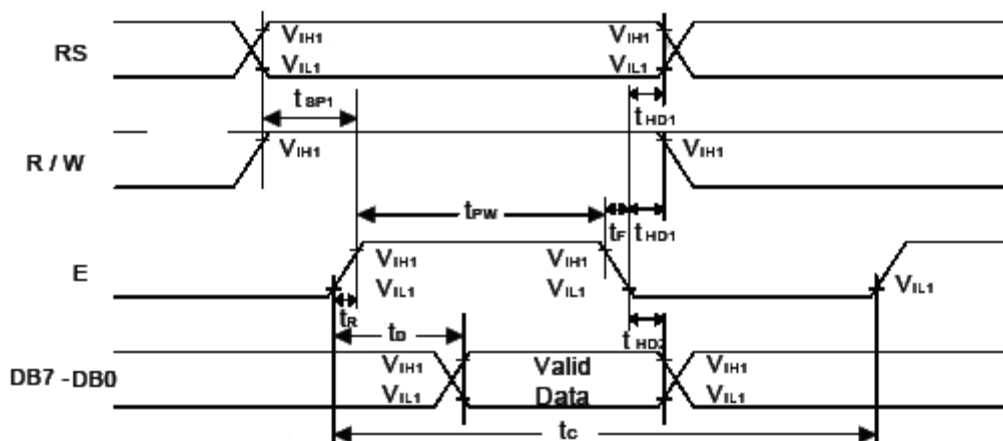 RS
VIH1 VIH1
VIL1 VIL1
tSP1 tHD1
R / W
VIH1 VIH1
tPW tF tHD1
E
VIH1 VIH1
VIL1 VIL1 VIL1
tR
tD tHD2
DB7 -DB0
VIH1 Valid VIH1
VIL1 Data VIL1
tC